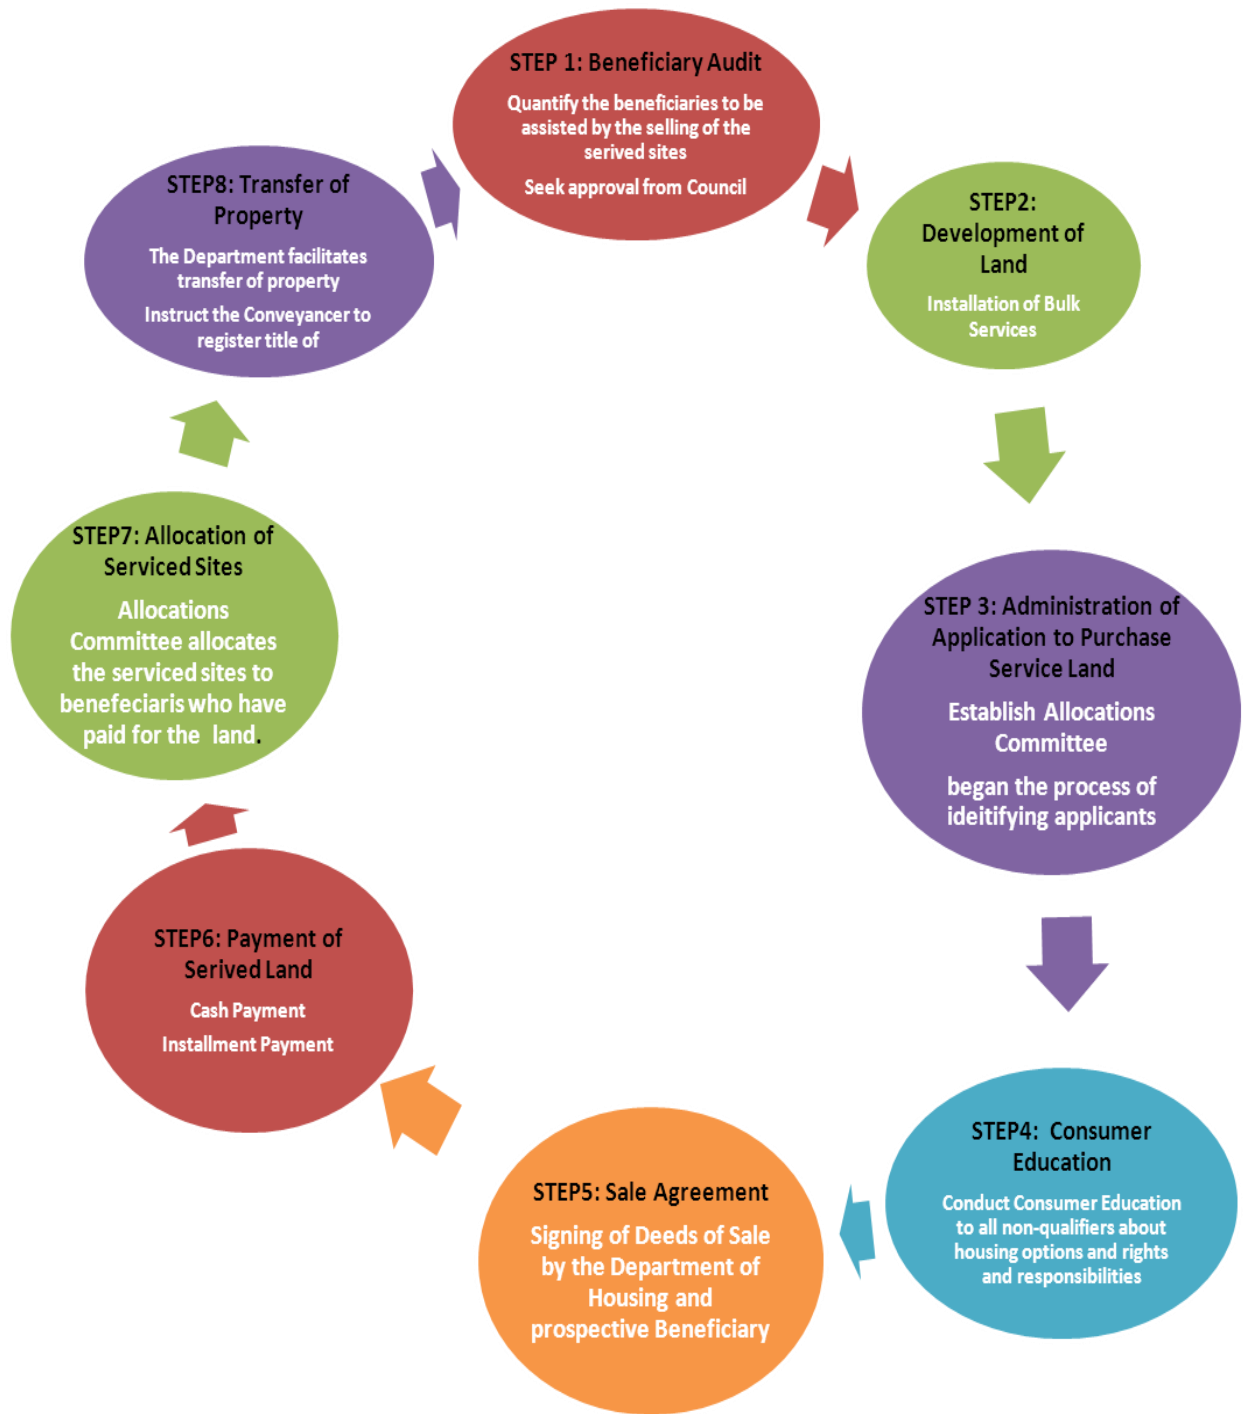 STEP 1: Beneficiary Audit
Quantify the beneficiaries to be
assisted by the selling of the
serived sites
Seek approval from Council
STEP2:
Development of
Land
Installation of Bulk
Services
STEP 3: Administration of
Application to Purchase
Service Land
Establish Allocations
Committee
began the process of
ideitifying applicants
STEP4: Consumer
Education
Conduct Consumer Education
to all non-qualifiers about
housing options and rights
and responsibilities
STEP5: Sale Agreement
Signing of Deeds of Sale
by the Department of
Housing and
prospective Beneficiary
STEP6: Payment of
Serived Land
Cash Payment
Installment Payment
STEP7: Allocation of
Serviced Sites
Allocations
Committee allocates
the serviced sites to
benefeciaris who have
paid for the land.
STEP8: Transfer of
Property
The Department facilitates
transfer of property
Instruct the Conveyancer to
register title of